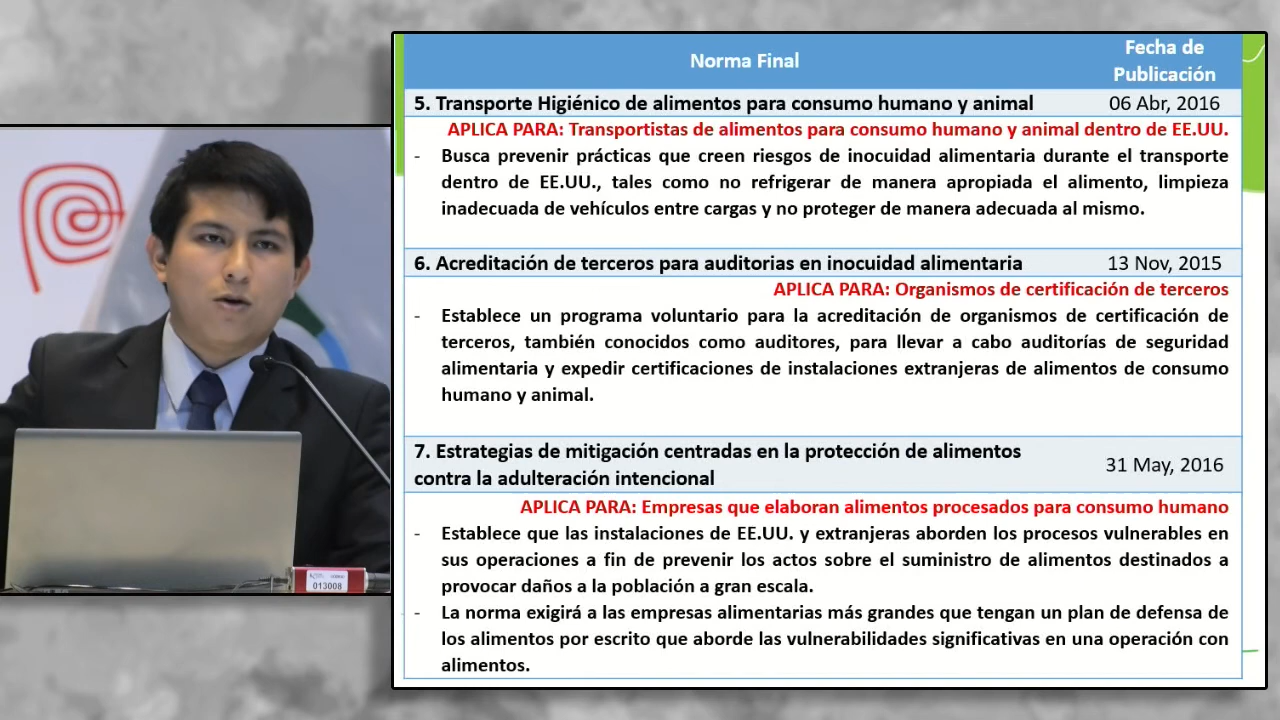 Norma Final
Fecha de
Publicación
5. Transporte Higiénico de alimentos para consumo humano y animal
06 Abr, 2016
APLICA PARA: Transportistas de alimentos para consumo humano y animal dentro de EE.UU.
- Busca prevenir prácticas que creen riesgos de inocuidad alimentaria durante el transporte
dentro de EE.UU., tales como no refrigerar de manera apropiada el alimento, limpieza
inadecuada de vehículos entre cargas y no proteger de manera adecuada al mismo.
6. Acreditación de terceros para auditorias en inocuidad alimentaria
13 Nov, 2015
APLICA PARA: Organismos de certificación de terceros
- Establece un programa voluntario para la acreditación de organismos de certificación de
terceros, también conocidos como auditores, para llevar a cabo auditorías de seguridad
alimentaria y expedir certificaciones de instalaciones extranjeras de alimentos de consumo
humano y animal.
7. Estrategias de mitigación centradas en la protección de alimentos
contra la adulteración intencional
31 May, 2016
APLICA PARA: Empresas que elaboran alimentos procesados para consumo humano
- Establece que las instalaciones de EE.UU. y extranjeras aborden los procesos vulnerables en
sus operaciones a fin de prevenir los actos sobre el suministro de alimentos destinados a
provocar daños a la población a gran escala.
- La norma exigirá a las empresas alimentarias más grandes que tengan un plan de defensa de
los alimentos por escrito que aborde las vulnerabilidades significativas en una operación con
alimentos.
013008